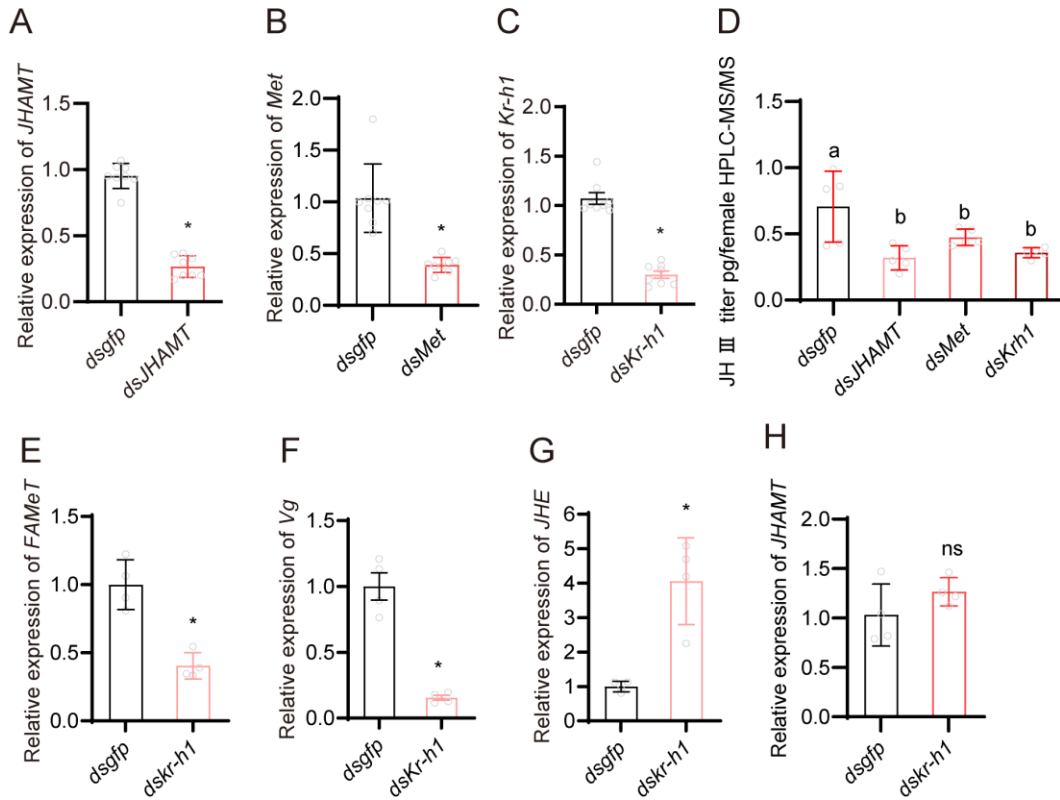 A
Relative expression of JHAMT
1.5
1.0
0.5
0.0
*
dsgfp
dsJHAMT
B
Relative expression of Met
2.0
1.5
1.0
0.5
0.0
*
dsgfp
dsMet
C
Relative expression of Kr-h1
2.0
1.5
1.0
0.5
0.0
*
dsgfp
dsKr-h1
D
JH Ⅲ titer pg/female HPLC-MS/MS
1.5
1.0
0.5
0.0
a
b
b
b
dsgfp
dsJHAMT
dsMet
dsKrh1
E
Relative expression of FAMeT
1.5
1.0
0.5
0.0
*
dsgfp
dskr-h1
F
Relative expression of Vg
1.5
1.0
0.5
0.0
*
dsgfp
dsKr-h1
G
Relative expression of JHE
6
5
4
3
2
1
0
*
dsgfp
dskr-h1
H
Relative expression of JHAMT
2.0
1.5
1.0
0.5
0.0
ns
dsgfp
dskr-h1